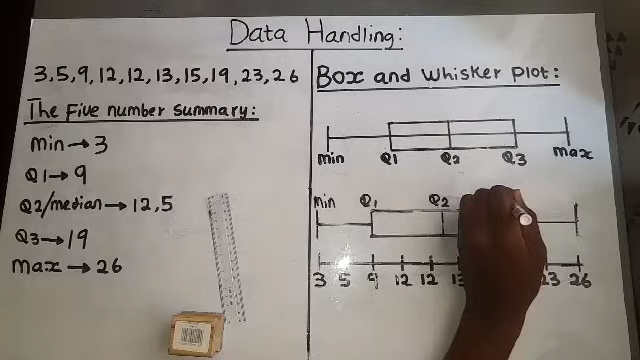 Data Handling:
3,5,9,12,12,13,15,19,23,26
The Five number summary:
Min → 3
Q1 → 9
Q2/median → 12,5
Q3 → 19
Max → 26
Box and Whisker Plot:
min Q1 Q2 Q3 max
min Q1 Q2
3 5 9 12 12 23 26